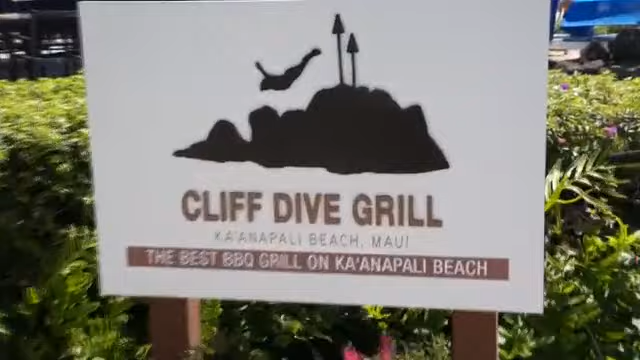 CLIFF DIVE GRILL
KA'ANAPALI BEACH, MAUI
THE BEST BBQ GRILL ON KA'ANAPALI BEACH